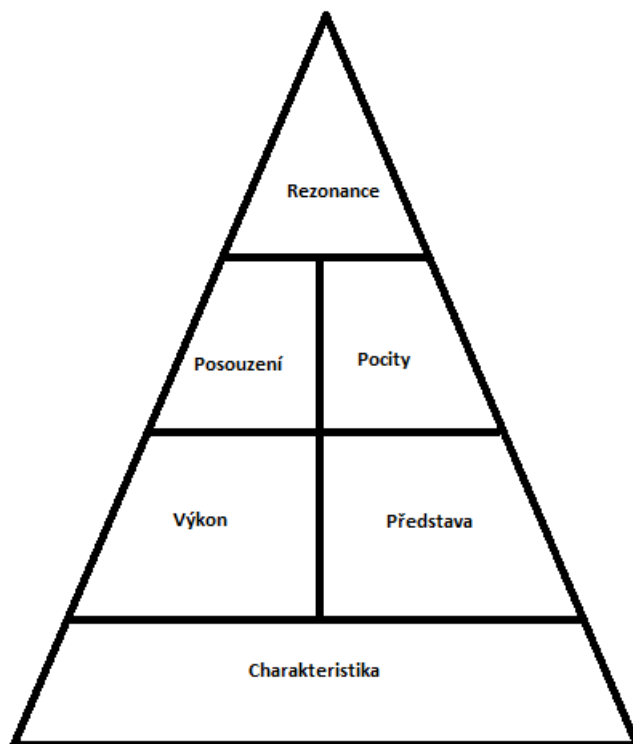 Rezonance
Posouzení
Pocity
Výkon
Představa
Charakteristika